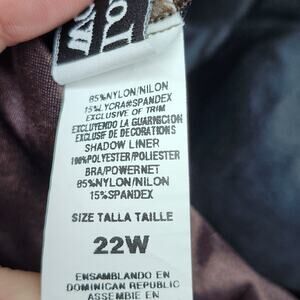 85%NYLON/NILON
15%LYCRA®SPANDEX
EXCLUSIVE OF TRIM
EXCLUYENDO LA GUARNICION
EXCLUSIF DE DECORATIONS
SHADOW LINER
100%POLYESTER/POLIESTER
BRA/POWERNET
85%NYLON/NILON
15%SPANDEX
SIZE TALLA TAILLE
22W
ENSAMBLANDO EN
DOMINICAN REPUBLIC
ASSEMBLE EN